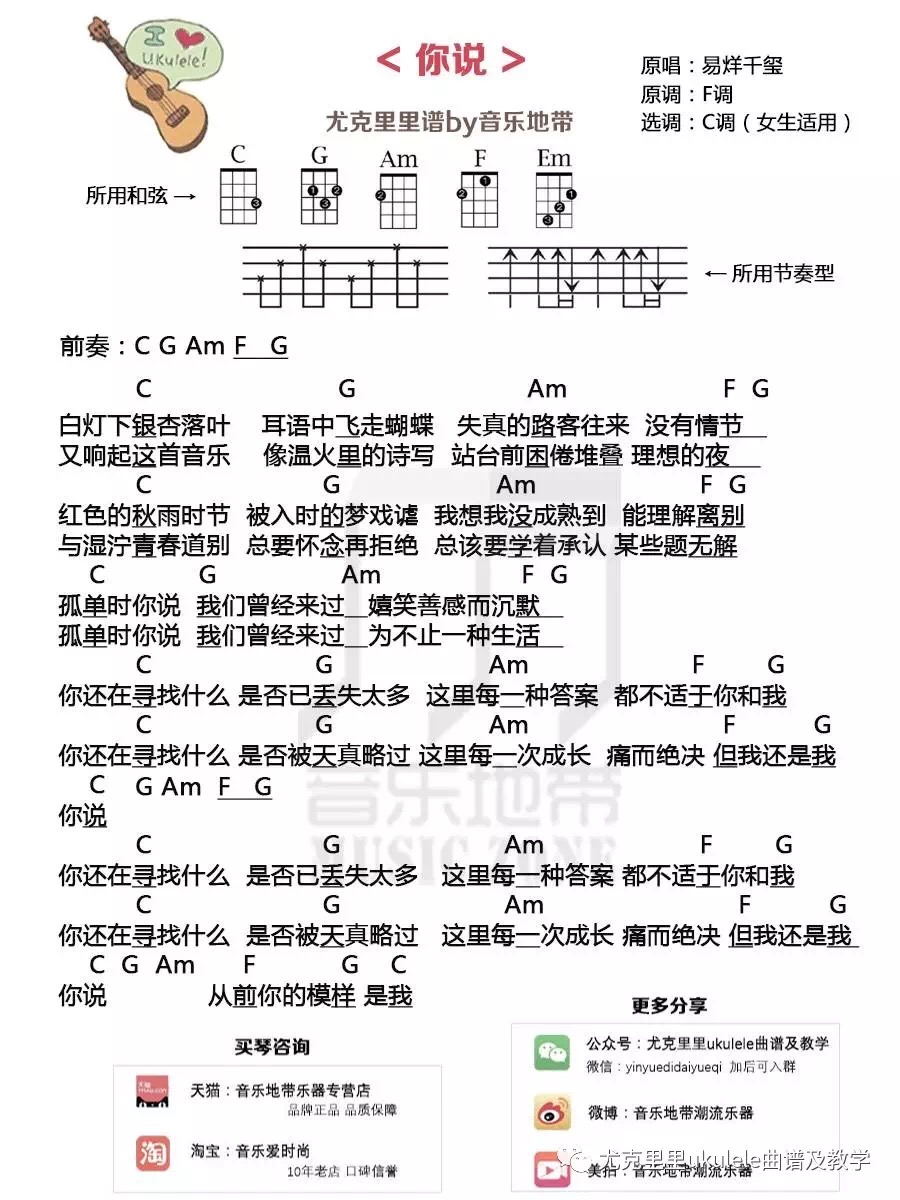 I ❤ UKulele!
< 你说 >
原唱：易烊千玺
原调：F调
选调：C调（女生适用）
尤克里里谱by音乐地带
C G Am F Em
所用和弦 →
← 所用节奏型
前奏：C G Am F G
C G Am F G
白灯下银杏落叶 耳语中飞走蝴蝶 失真的路客往来 没有情节
又响起这首音乐 像温火里的诗写 站台前困倦堆叠 理想的夜
C G Am F G
红色的秋雨时节 被入时的梦戏谑 我想我没成熟到 能理解离别
与湿泞青春道别 总要怀念再拒绝 总该要学着承认 某些题无解
C G Am F G
孤单时你说 我们曾经来过 嬉笑善感而沉默
孤单时你说 我们曾经来过 为不止一种生活
C G Am F G
你还在寻找什么 是否已丢失太多 这里每一种答案 都不适于你和我
C G Am F G
你还在寻找什么 是否被天真略过 这里每一次成长 痛而绝决 但我还是我
C G Am F G
你说
C G Am F G
你还在寻找什么 是否已丢失太多 这里每一种答案 都不适于你和我
C G Am F G
你还在寻找什么 是否被天真略过 这里每一次成长 痛而绝决 但我还是我
C G Am F G C
你说 从前你的模样 是我
音乐地带
MUSIC ZONE
买琴咨询
天猫：音乐地带乐器专营店
品牌正品 品质保障
淘宝：音乐爱时尚
10年老店 口碑信誉
更多分享
公众号：尤克里里ukulele曲谱及教学
微信：yinyuedidaiyueqi 加后可入群
微博：音乐地带潮流乐器
美拍：音乐地带潮流乐器
尤克里里ukulele曲谱及教学